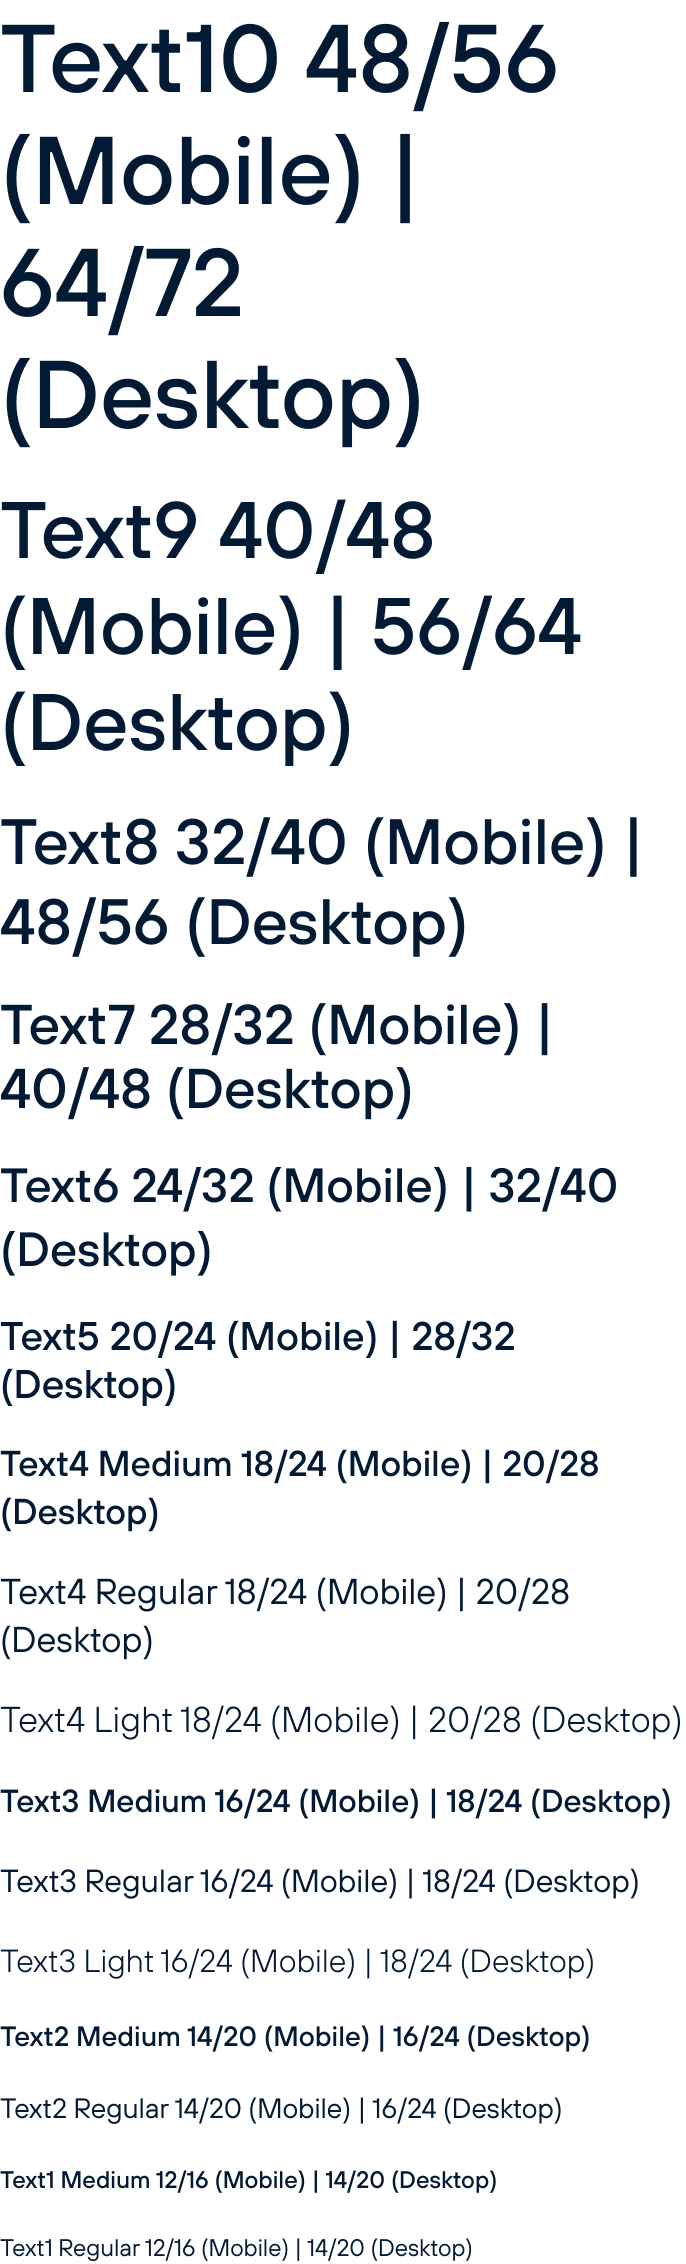 Text10 48/56
(Mobile) |
64/72
(Desktop)
Text9 40/48
(Mobile) | 56/64
(Desktop)
Text8 32/40 (Mobile) |
48/56 (Desktop)
Text7 28/32 (Mobile) |
40/48 (Desktop)
Text6 24/32 (Mobile) | 32/40
(Desktop)
Text5 20/24 (Mobile) | 28/32
(Desktop)
Text4 Medium 18/24 (Mobile) | 20/28
(Desktop)
Text4 Regular 18/24 (Mobile) | 20/28
(Desktop)
Text4 Light 18/24 (Mobile) | 20/28 (Desktop)
Text3 Medium 16/24 (Mobile) | 18/24 (Desktop)
Text3 Regular 16/24 (Mobile) | 18/24 (Desktop)
Text3 Light 16/24 (Mobile) | 18/24 (Desktop)
Text2 Medium 14/20 (Mobile) | 16/24 (Desktop)
Text2 Regular 14/20 (Mobile) | 16/24 (Desktop)
Text1 Medium 12/16 (Mobile) | 14/20 (Desktop)
Text1 Regular 12/16 (Mobile) | 14/20 (Desktop)